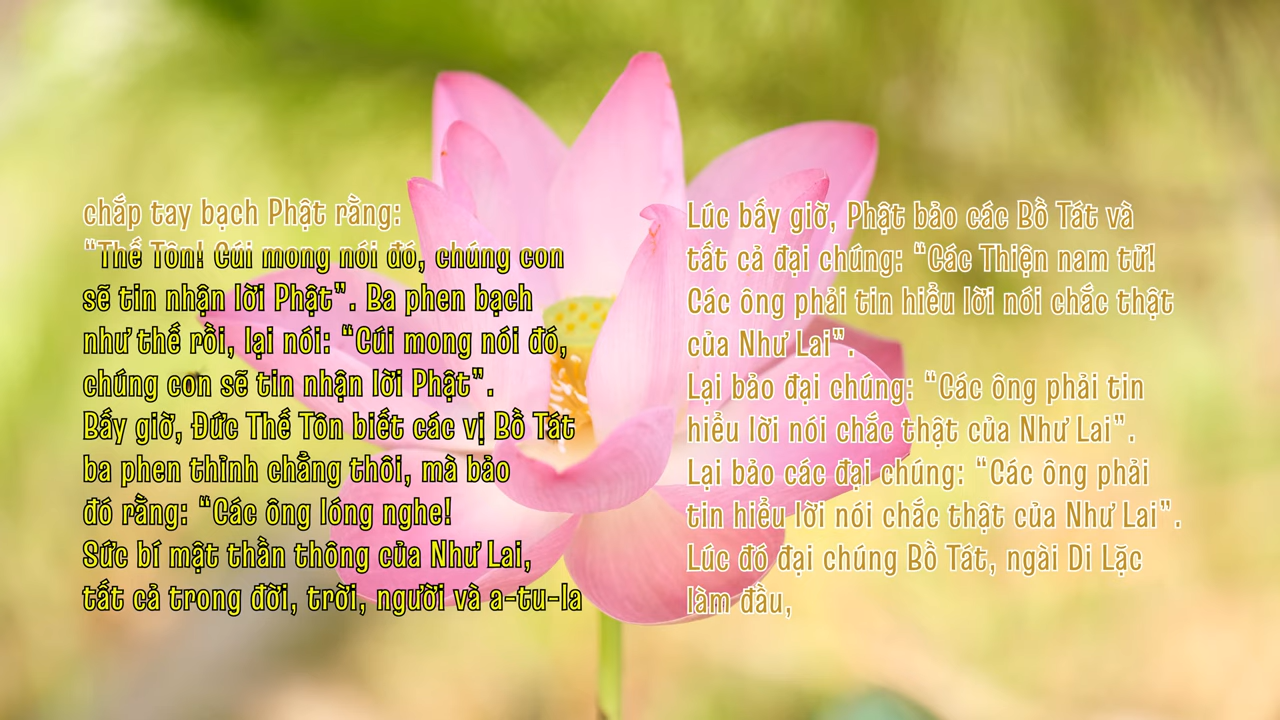 chắp tay bạch Phật rằng:
“Thế Tôn! Cúi mong nói đó, chúng con
sẽ tin nhận lời Phật”. Ba phen bạch
như thế rồi, lại nói: “Cúi mong nói đó,
chúng con sẽ tin nhận lời Phật”.
Bấy giờ, Đức Thế Tôn biết các vị Bồ Tát
ba phen thỉnh chẳng thôi, mà bảo
đó rằng: “Các ông lóng nghe!
Sức bí mật thần thông của Như Lai,
tất cả trong đời, trời, người và a-tu-la
Lúc bấy giờ, Phật bảo các Bồ Tát và
tất cả đại chúng: “Các Thiện nam tử!
Các ông phải tin hiểu lời nói chắc thật
của Như Lai”.
Lại bảo đại chúng: “Các ông phải tin
hiểu lời nói chắc thật của Như Lai”.
Lại bảo các đại chúng: “Các ông phải
tin hiểu lời nói chắc thật của Như Lai”.
Lúc đó đại chúng Bồ Tát, ngài Di Lặc
làm đầu,